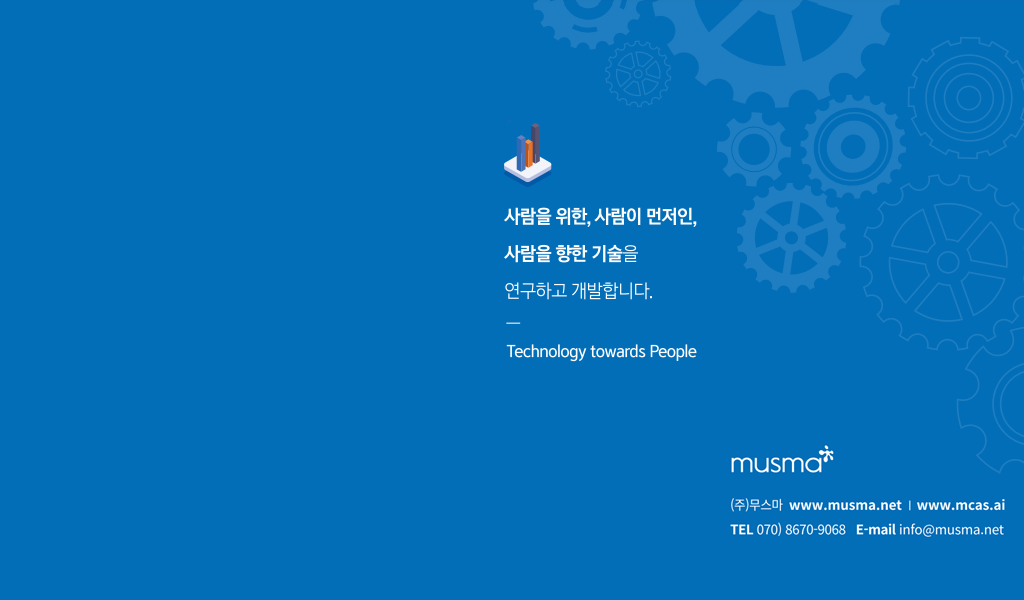 사람을 위한, 사람이 먼저인,
사람을 향한 기술을
연구하고 개발합니다.
—
Technology towards People
musma
(주)무스마 www.musma.net | www.mcas.ai
TEL 070) 8670-9068 E-mail info@musma.net